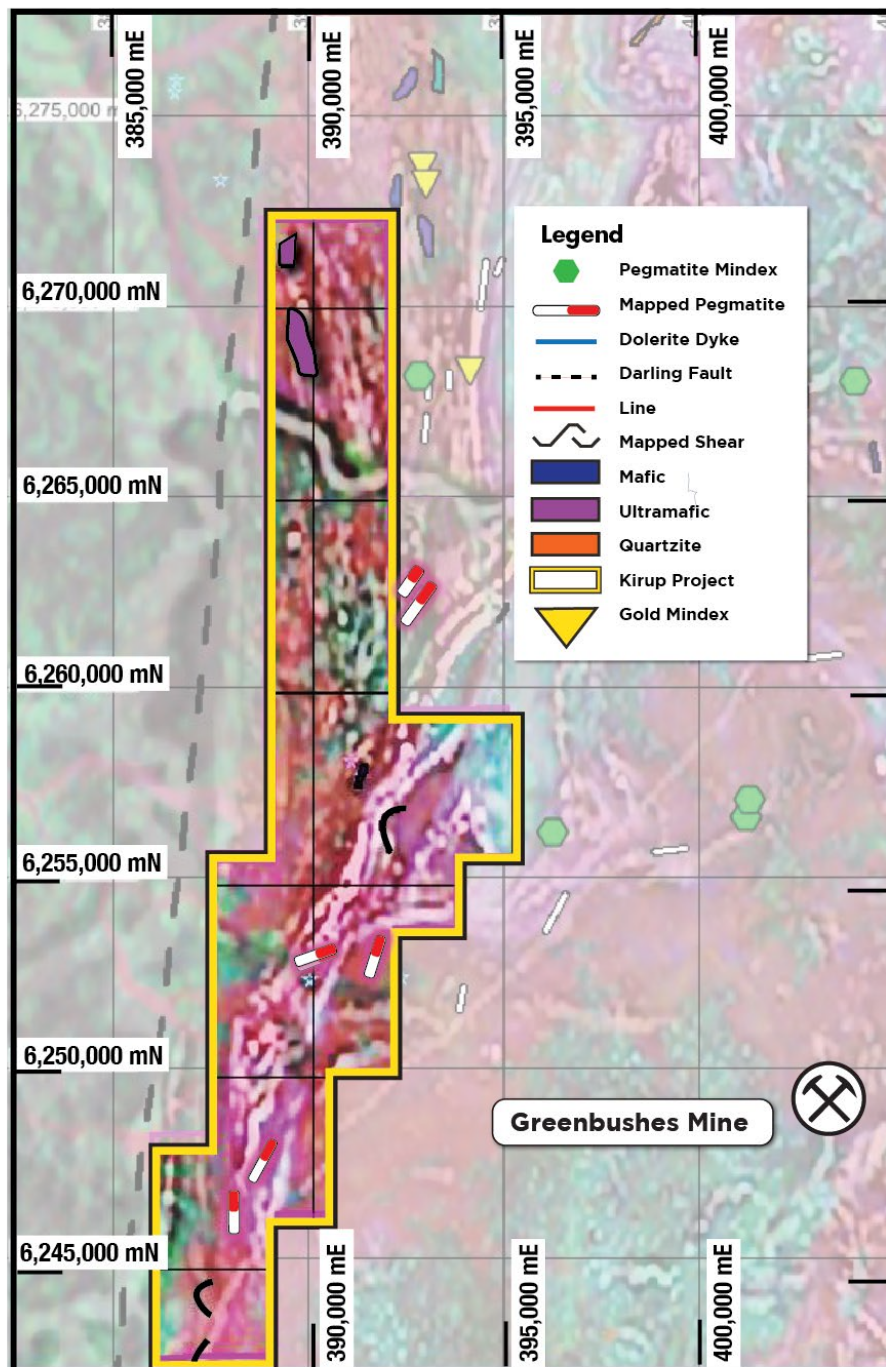 385,000 mE
390,000 mE
395,000 mE
400,000 mE
6,275,000 m
Legend
Pegmatite Mindex
Mapped Pegmatite
Dolerite Dyke
Darling Fault
Line
Mapped Shear
Mafic
Ultramafic
Quartzite
Kirup Project
Gold Mindex
6,270,000 mN
6,265,000 mN
6,260,000 mN
6,255,000 mN
6,250,000 mN
Greenbushes Mine
6,245,000 mN
390,000 mE
395,000 mE
400,000 mE